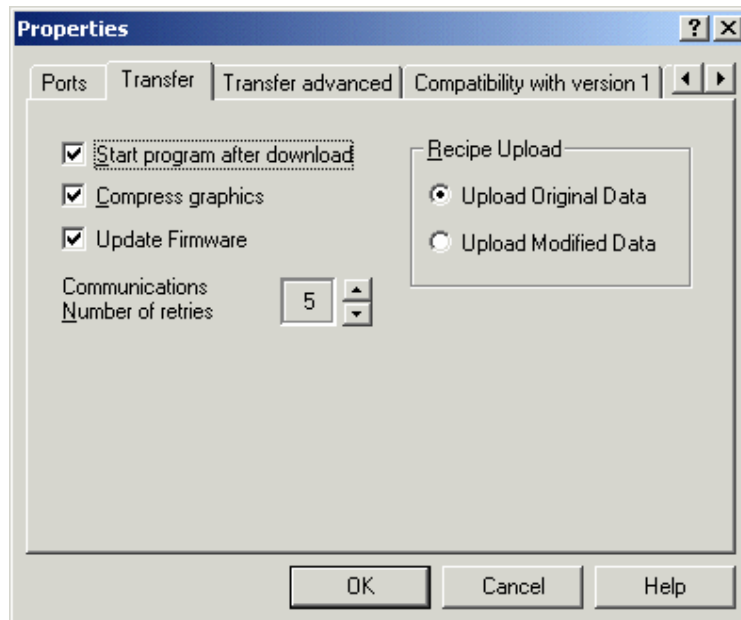 Properties
Ports Transfer Transfer advanced Compatibility with version 1
Start program after download
Compress graphics
Update Firmware
Communications
Number of retries 5
Recipe Upload
Upload Original Data
Upload Modified Data
OK Cancel Help